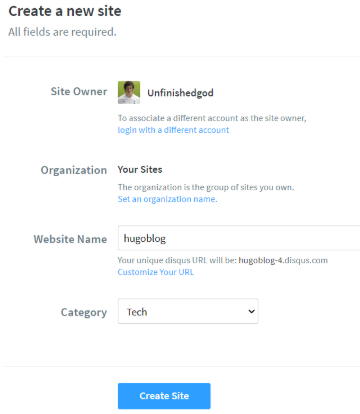 Create a new site
All fields are required.
Site Owner
Unfinishedgod
To associate a different account as the site owner,
login with a different account
Organization
Your Sites
The organization is the group of sites you own.
Set an organization name.
Website Name
hugoblog
Your unique disqus URL will be: hugoblog-4.disqus.com
Customize Your URL
Category
Tech
Create Site